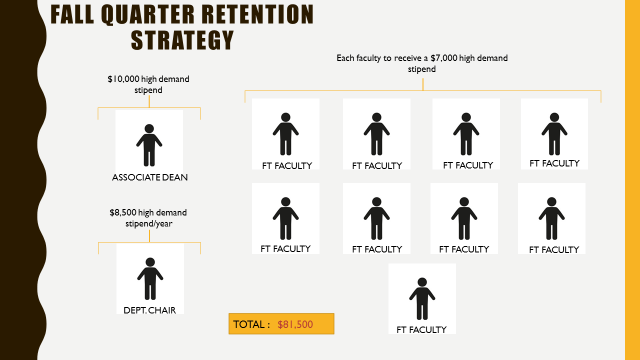 FALL QUARTER RETENTION
STRATEGY
Each faculty to receive a $7,000 high demand
stipend
$10,000 high demand
stipend
ASSOCIATE DEAN
FT FACULTY
FT FACULTY
FT FACULTY
FT FACULTY
$8,500 high demand
stipend/year
DEPT. CHAIR
FT FACULTY
FT FACULTY
FT FACULTY
FT FACULTY
FT FACULTY
TOTAL : $81,500